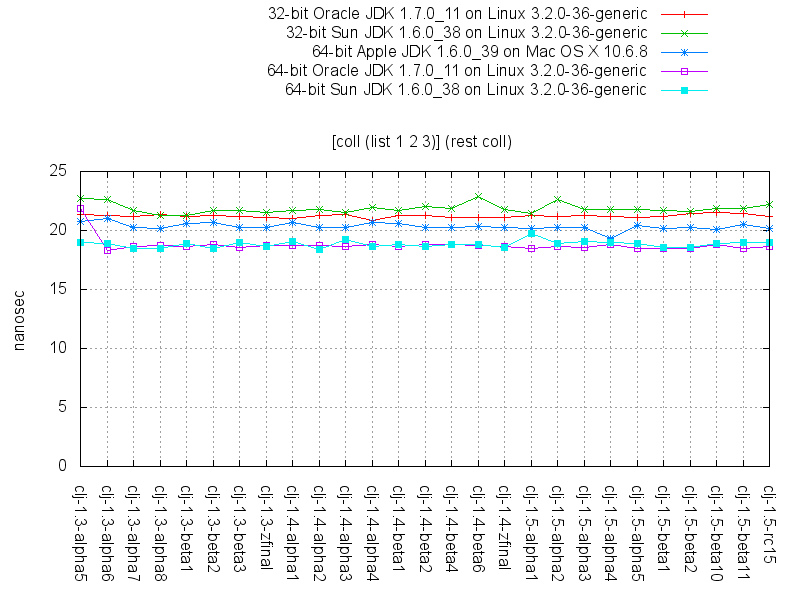 32-bit Oracle JDK 1.7.0_11 on Linux 3.2.0-36-generic
32-bit Sun JDK 1.6.0_38 on Linux 3.2.0-36-generic
64-bit Apple JDK 1.6.0_39 on Mac OS X 10.6.8
64-bit Oracle JDK 1.7.0_11 on Linux 3.2.0-36-generic
64-bit Sun JDK 1.6.0_38 on Linux 3.2.0-36-generic
[coll (list 1 2 3)] (rest coll)
25
20
15
10
5
0
nanosec
clj-1.3-alpha5
clj-1.3-alpha6
clj-1.3-alpha7
clj-1.3-alpha8
clj-1.3-beta1
clj-1.3-beta2
clj-1.3-beta3
clj-1.3-zfinal
clj-1.4-alpha1
clj-1.4-alpha2
clj-1.4-alpha3
clj-1.4-alpha4
clj-1.4-beta1
clj-1.4-beta2
clj-1.4-beta4
clj-1.4-beta6
clj-1.4-zfinal
clj-1.5-alpha1
clj-1.5-alpha2
clj-1.5-alpha3
clj-1.5-alpha4
clj-1.5-alpha5
clj-1.5-beta1
clj-1.5-beta2
clj-1.5-beta10
clj-1.5-beta11
clj-1.5-rc15